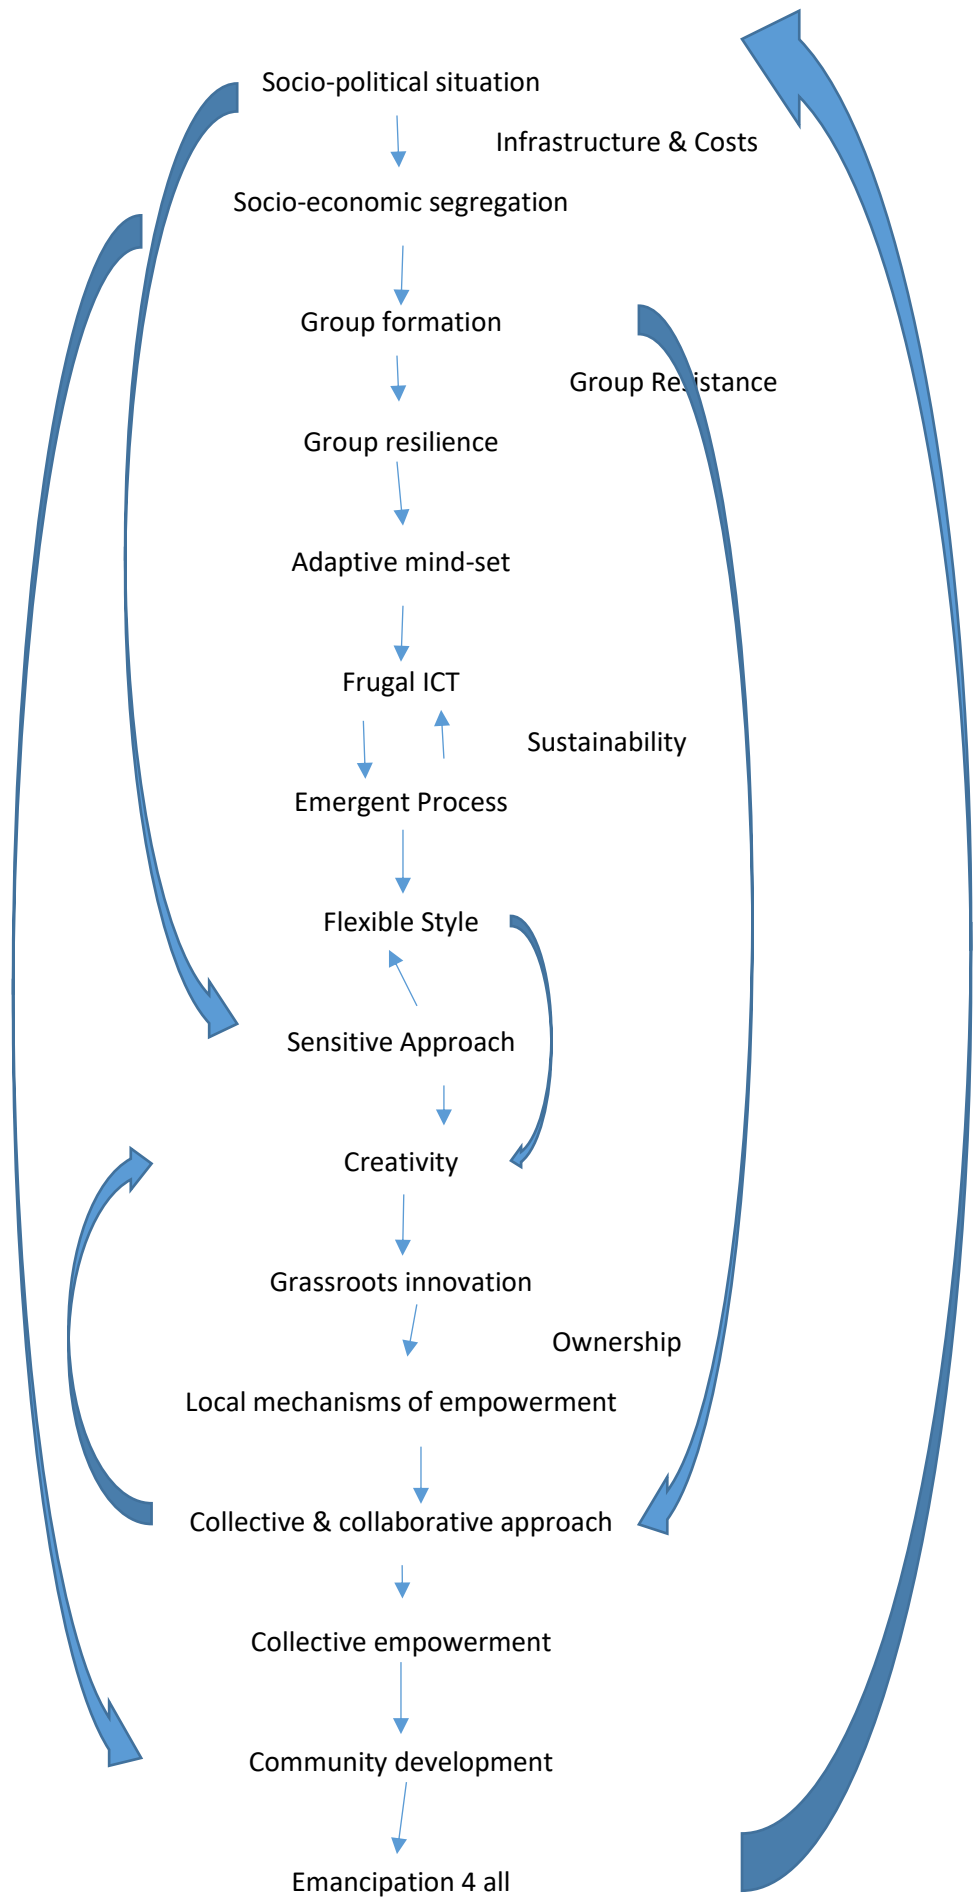 Socio-political situation
Infrastructure & Costs
Socio-economic segregation
Group formation
Group Resistance
Group resilience
Adaptive mind-set
Frugal ICT
Sustainability
Emergent Process
Flexible Style
Sensitive Approach
Creativity
Grassroots innovation
Ownership
Local mechanisms of empowerment
Collective & collaborative approach
Collective empowerment
Community development
Emancipation 4 all